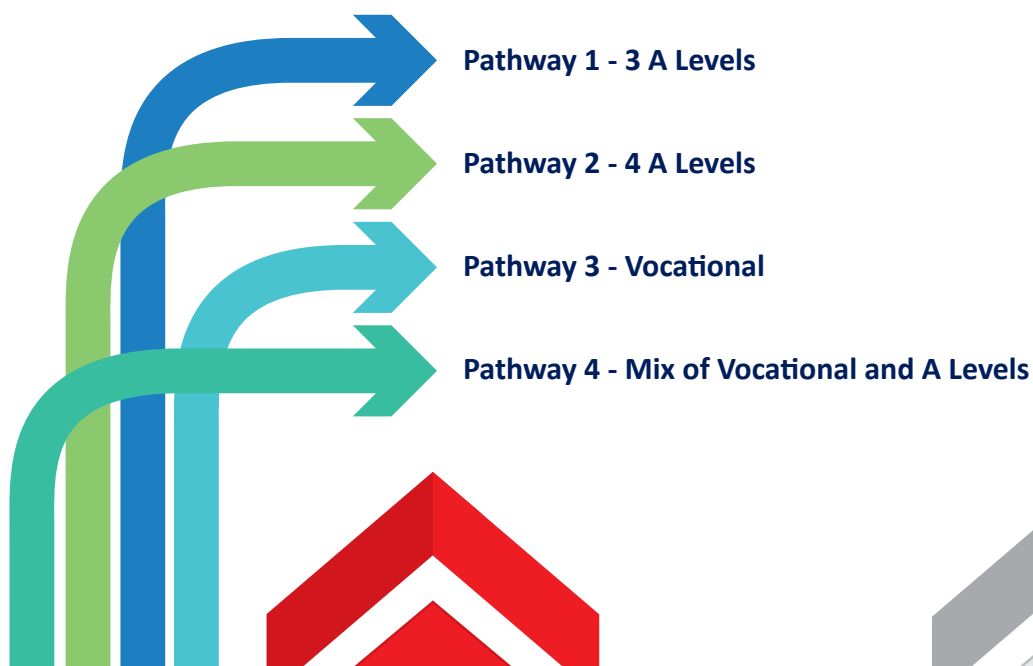 Pathway 1 - 3 A Levels
Pathway 2 - 4 A Levels
Pathway 3 - Vocational
Pathway 4 - Mix of Vocational and A Levels